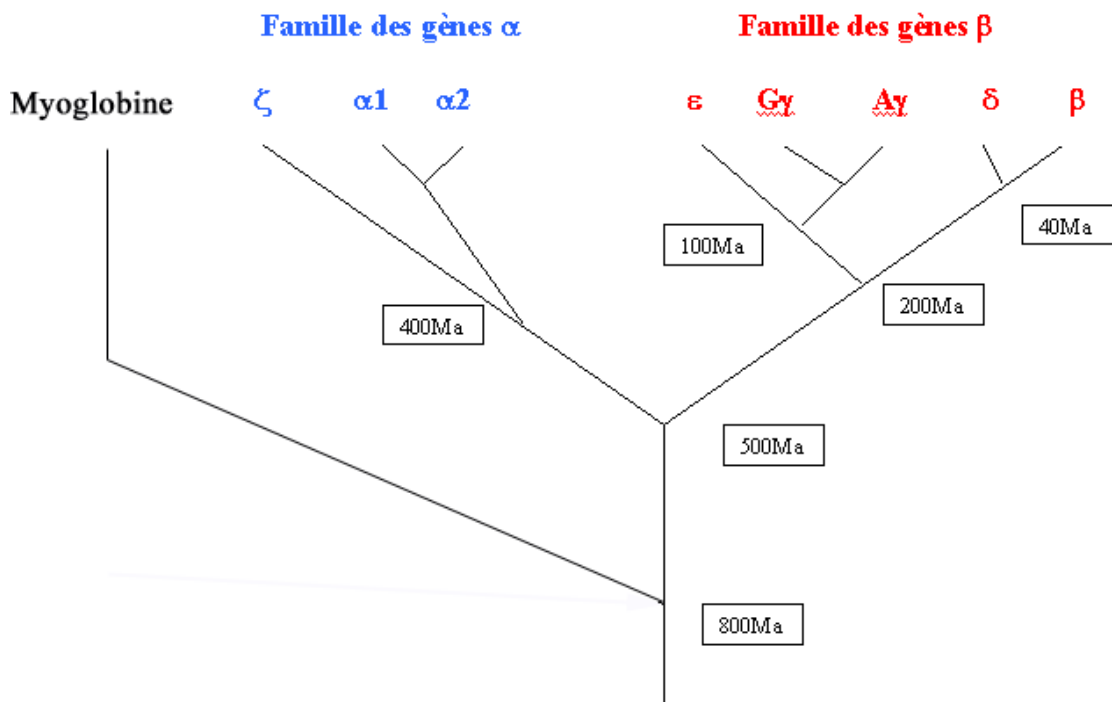 Famille des gènes α
Famille des gènes β
Myoglobine
ζ
α1
α2
ε
Gγ
Aγ
δ
β
100Ma
40Ma
400Ma
200Ma
500Ma
800Ma